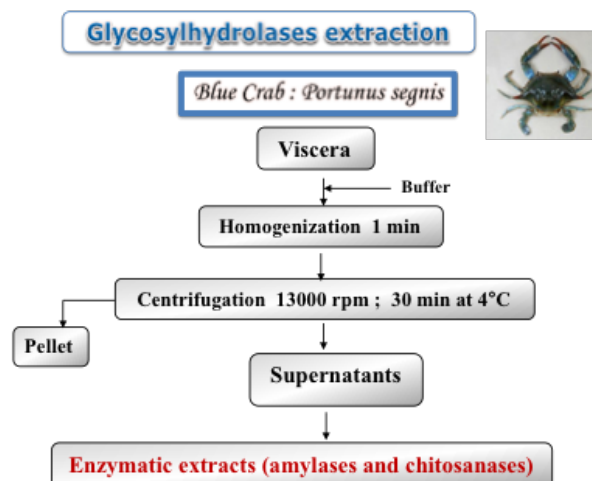 Glycosylhydrolases extraction
Blue Crab : Portunus segnis
Viscera
Buffer
Homogenization 1 min
Centrifugation 13000 rpm ; 30 min at 4°C
Pellet
Supernatants
Enzymatic extracts (amylases and chitosanases)